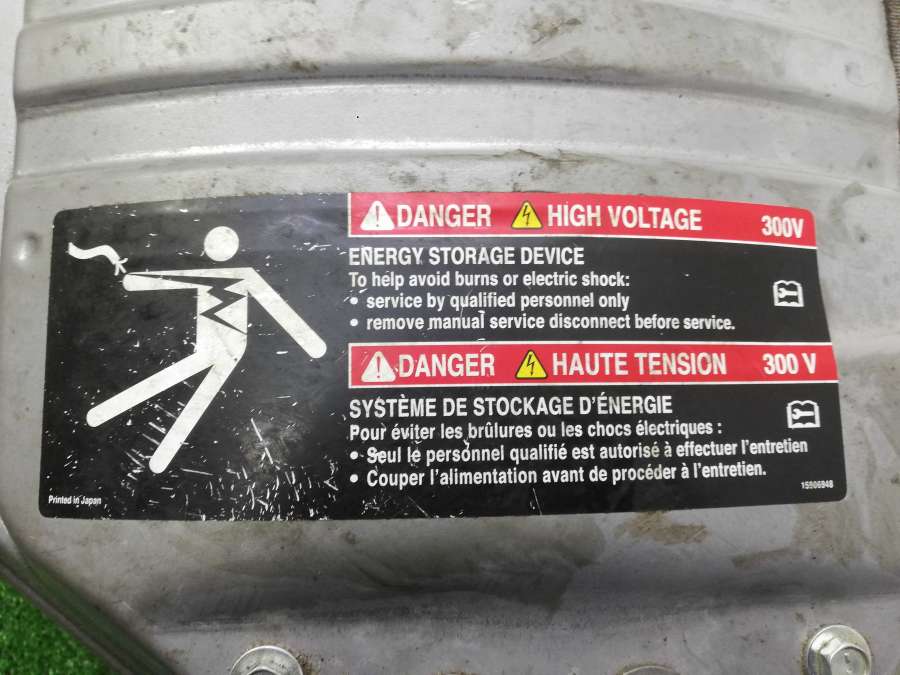 DANGER HIGH VOLTAGE 300V
ENERGY STORAGE DEVICE
To help avoid burns or electric shock:
• service by qualified personnel only
• remove manual service disconnect before service.
DANGER HAUTE TENSION 300 V
SYSTÈME DE STOCKAGE D'ÉNERGIE
Pour éviter les brûlures ou les chocs électriques :
• Seul le personnel qualifié est autorisé à effectuer l'entretien
• Couper l'alimentation avant de procéder à l'entretien.
Printed in Japan
15906948